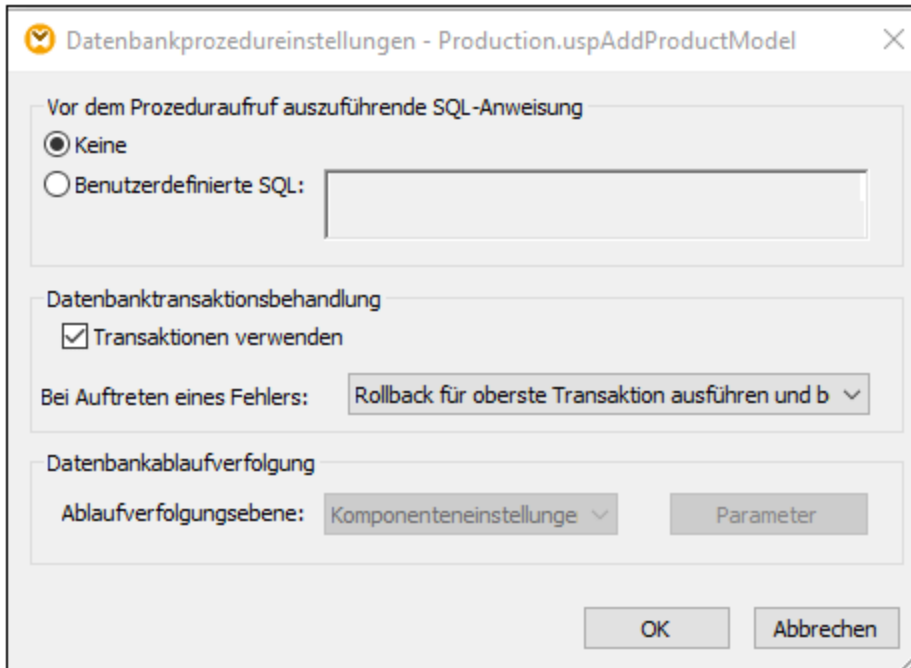 Datenbankprozedureinstellungen - Production.uspAddProductModel
Vor dem Prozeduraufruf auszuführende SQL-Anweisung
Keine
Benutzerdefinierte SQL:
Datenbanktransaktionsbehandlung
Transaktionen verwenden
Bei Auftreten eines Fehlers: Rollback für oberste Transaktion ausführen und b
Datenbankablaufverfolgung
Ablaufverfolgungsebene: Komponenteneinstellunge Parameter
OK Abbrechen